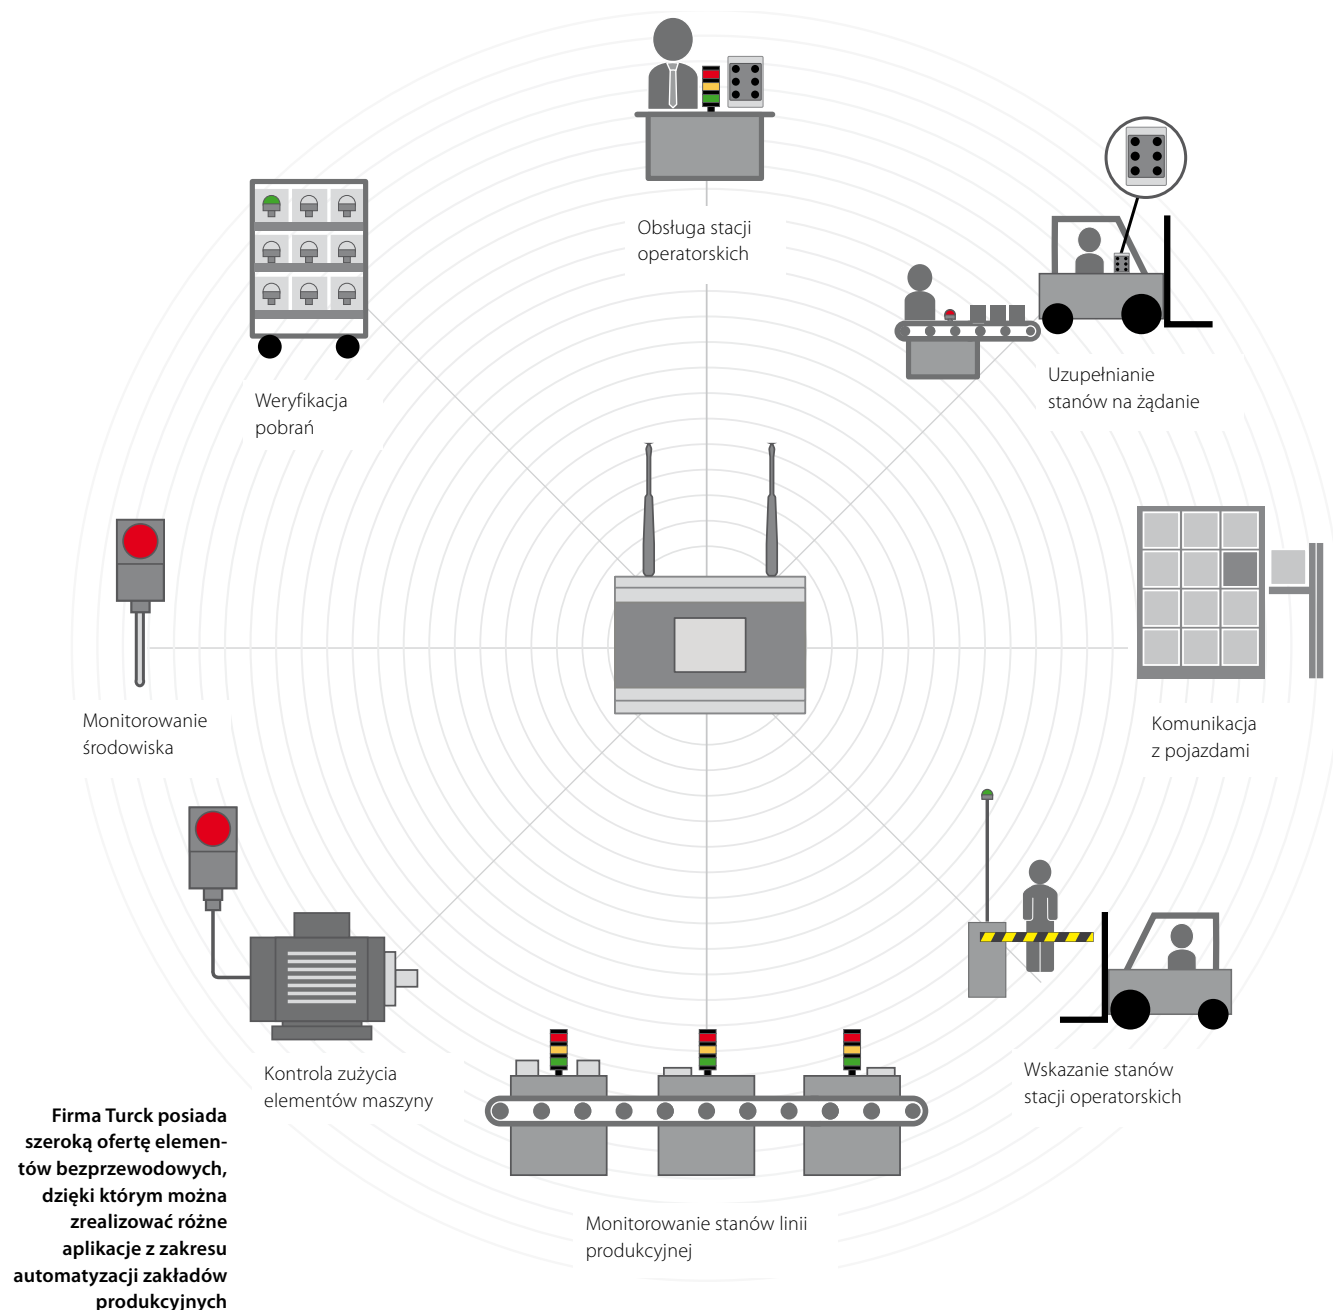 Obsługa stacji
operatorskich
Uzupełnianie
stanów na żądanie
Weryfikacja
pobrań
Monitorowanie
środowiska
Komunikacja
z pojazdami
Kontrola zużycia
elementów maszyny
Wskazanie stanów
stacji operatorskich
Monitorowanie stanów linii
produkcyjnej
Firma Turck posiada
szeroką ofertę elemen-
tów bezprzewodowych,
dzięki którym można
zrealizować różne
aplikacje z zakresu
automatyzacji zakładów
produkcyjnych